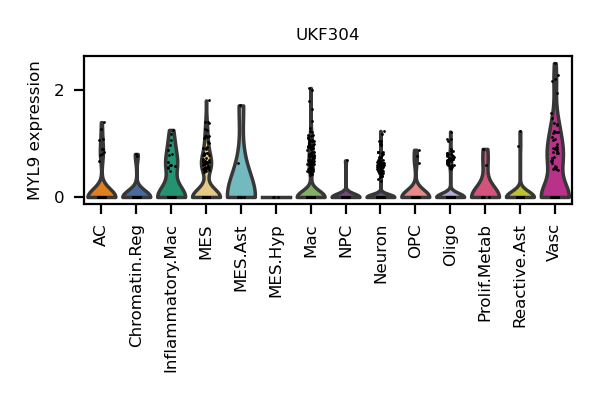 UKF304
MYL9 expression
2
0
AC
Chromatin.Reg
Inflammatory.Mac
MES
MES.Ast
MES.Hyp
Mac
NPC
Neuron
OPC
Oligo
Prolif.Metab
Reactive.Ast
Vasc